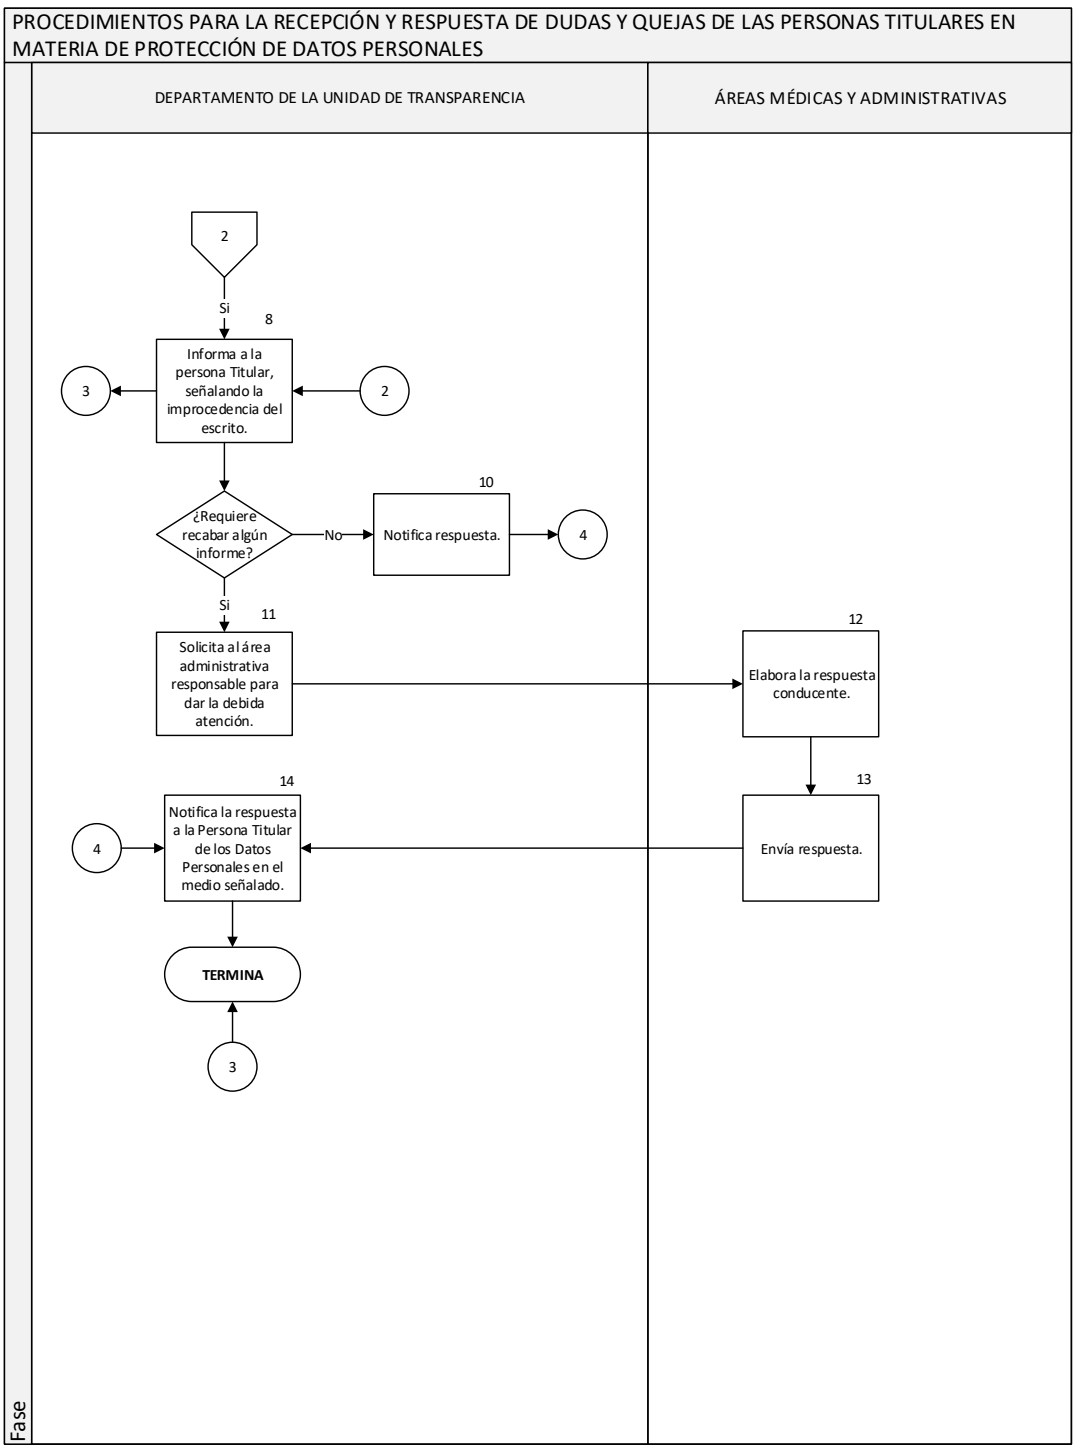 PROCEDIMIENTOS PARA LA RECEPCIÓN Y RESPUESTA DE DUDAS Y QUEJAS DE LAS PERSONAS TITULARES EN
MATERIA DE PROTECCIÓN DE DATOS PERSONALES
DEPARTAMENTO DE LA UNIDAD DE TRANSPARENCIA
ÁREAS MÉDICAS Y ADMINISTRATIVAS
2
Si
8
Informa a la
persona Titular,
señalando la
improcedencia del
escrito.
3
2
¿Requiere
recabar algún
informe?
No
10
Notifica respuesta.
4
Si
11
Solicita al área
administrativa
responsable para
dar la debida
atención.
12
Elabora la respuesta
conducente.
13
Envía respuesta.
14
Notifica la respuesta
a la Persona Titular
de los Datos
Personales en el
medio señalado.
4
TERMINA
3
Fase